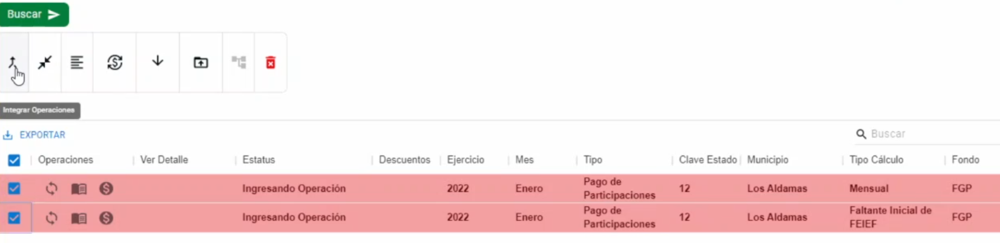 Buscar
Integrar Operaciones
EXPORTAR
Buscar
Operaciones Ver Detalle Estatus Descuentos Ejercicio Mes Tipo Clave Estado Municipio Tipo Cálculo Fondo
Ingresando Operación 2022 Enero Pago de Participaciones 12 Los Aldamas Mensual FGP
Ingresando Operación 2022 Enero Pago de Participaciones 12 Los Aldamas Faltante Inicial de FEIEF FGP